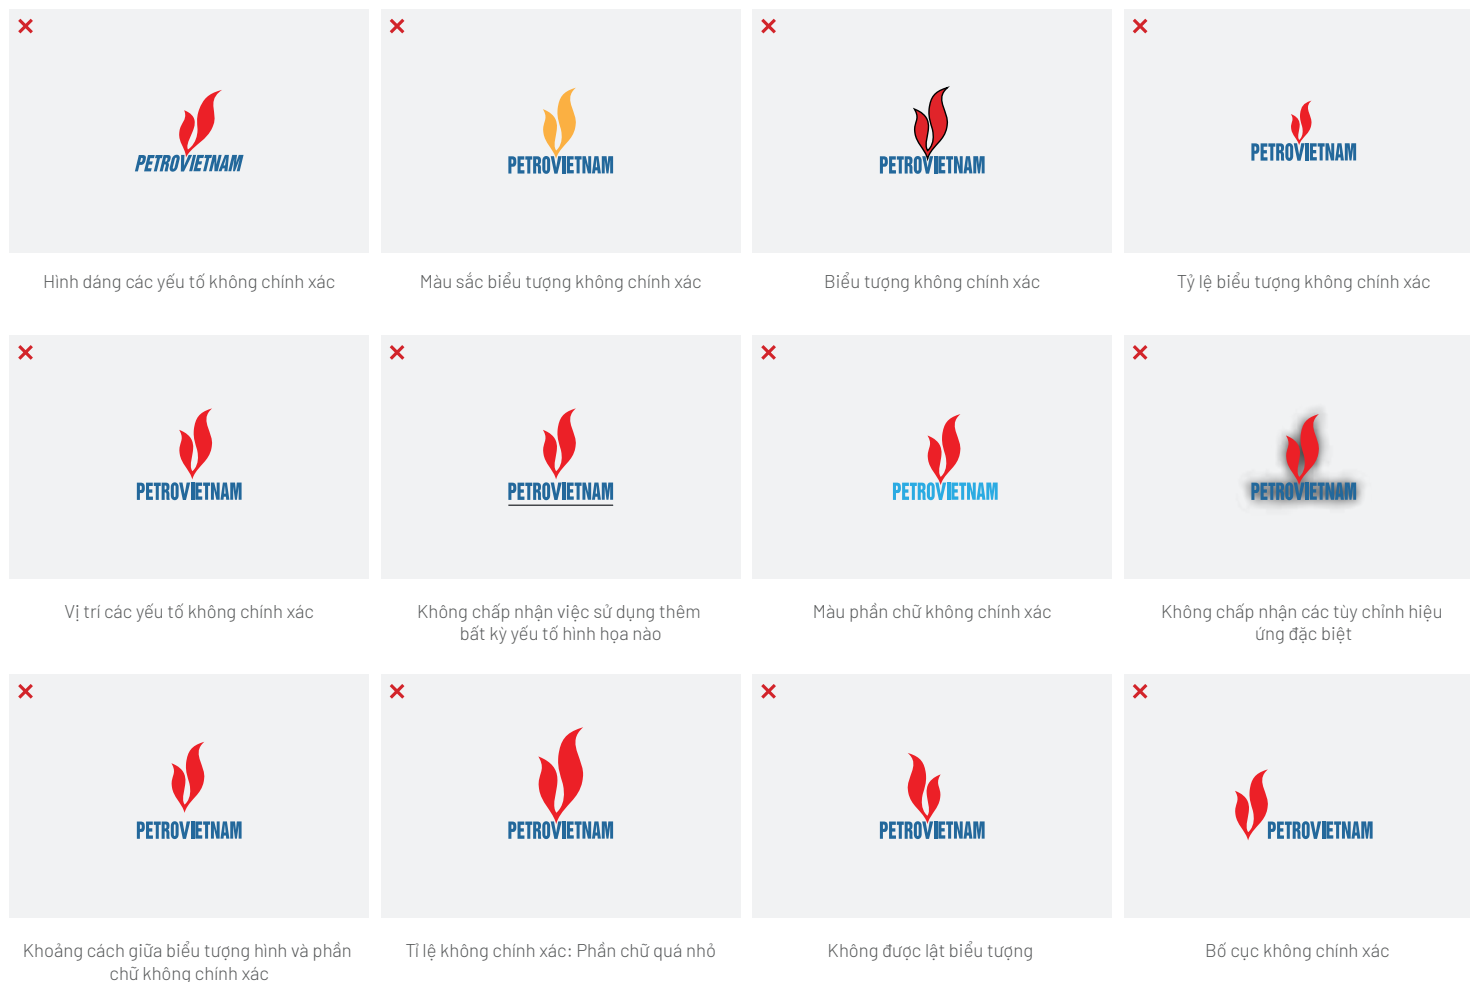 PETROVIETNAM
PETROVIETNAM
PETROVIETNAM
PETROVIETNAM
Hình dáng các yếu tố không chính xác
Màu sắc biểu tượng không chính xác
Biểu tượng không chính xác
Tỷ lệ biểu tượng không chính xác
PETROVIETNAM
PETROVIETNAM
PETROVIETNAM
PETROVIETNAM
Vị trí các yếu tố không chính xác
Không chấp nhận việc sử dụng thêm
bất kỳ yếu tố hình họa nào
Màu phần chữ không chính xác
Không chấp nhận các tùy chỉnh hiệu
ứng đặc biệt
PETROVIETNAM
PETROVIETNAM
PETROVIETNAM
PETROVIETNAM
Khoảng cách giữa biểu tượng hình và phần
chữ không chính xác
Tỉ lệ không chính xác: Phần chữ quá nhỏ
Không được lật biểu tượng
Bố cục không chính xác